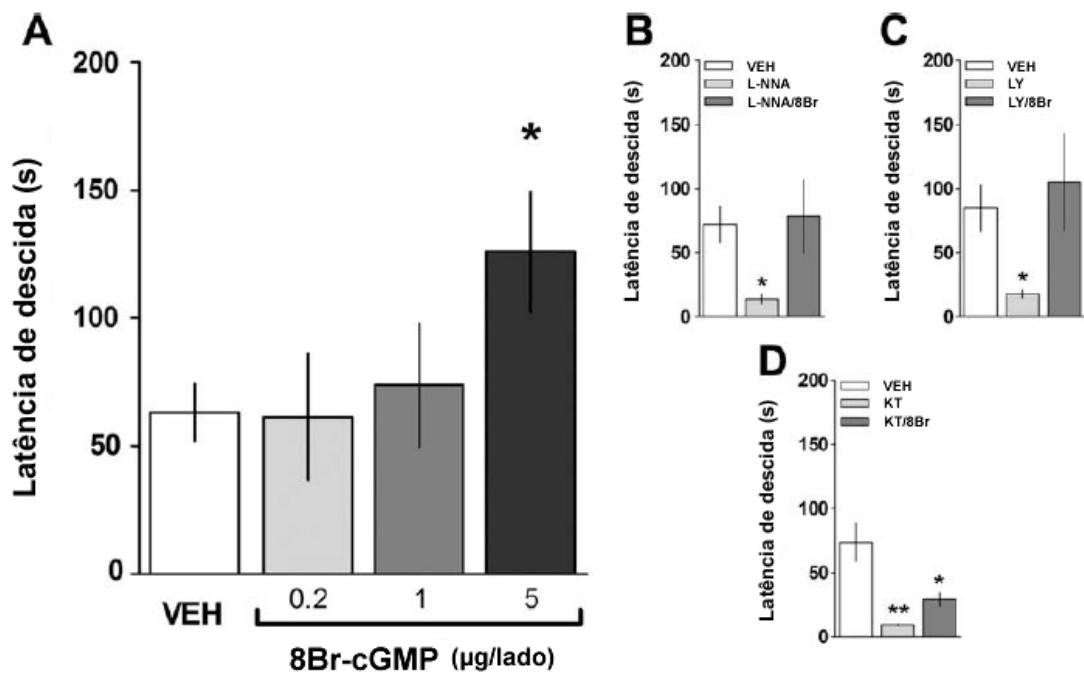 A
Latência de descida (s)
200
150
100
50
0
*
VEH
0.2
1
5
8Br-cGMP (µg/lado)
B
Latência de descida (s)
200
150
100
50
0
VEH
L-NNA
L-NNA/8Br
*
C
Latência de descida (s)
200
150
100
50
0
VEH
LY
LY/8Br
*
D
Latência de descida (s)
200
150
100
50
0
VEH
KT
KT/8Br
**
*